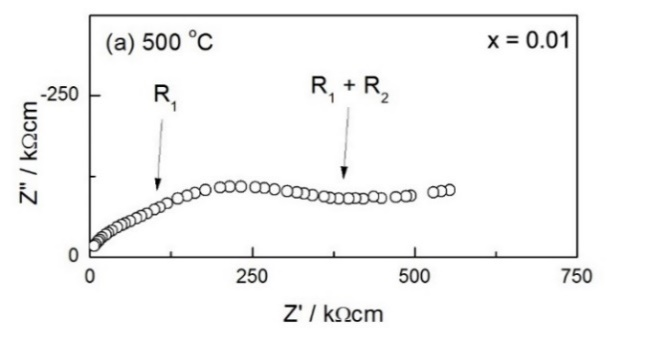 (a) 500 °C
x = 0.01
R₁
R₁ + R₂
-250
0
Z'' / kΩcm
0
250
500
750
Z' / kΩcm